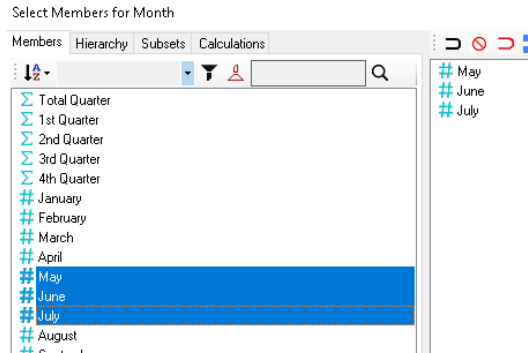 Select Members for Month
Members Hierarchy Subsets Calculations
Total Quarter
1st Quarter
2nd Quarter
3rd Quarter
4th Quarter
January
February
March
April
May
June
July
August
May
June
July